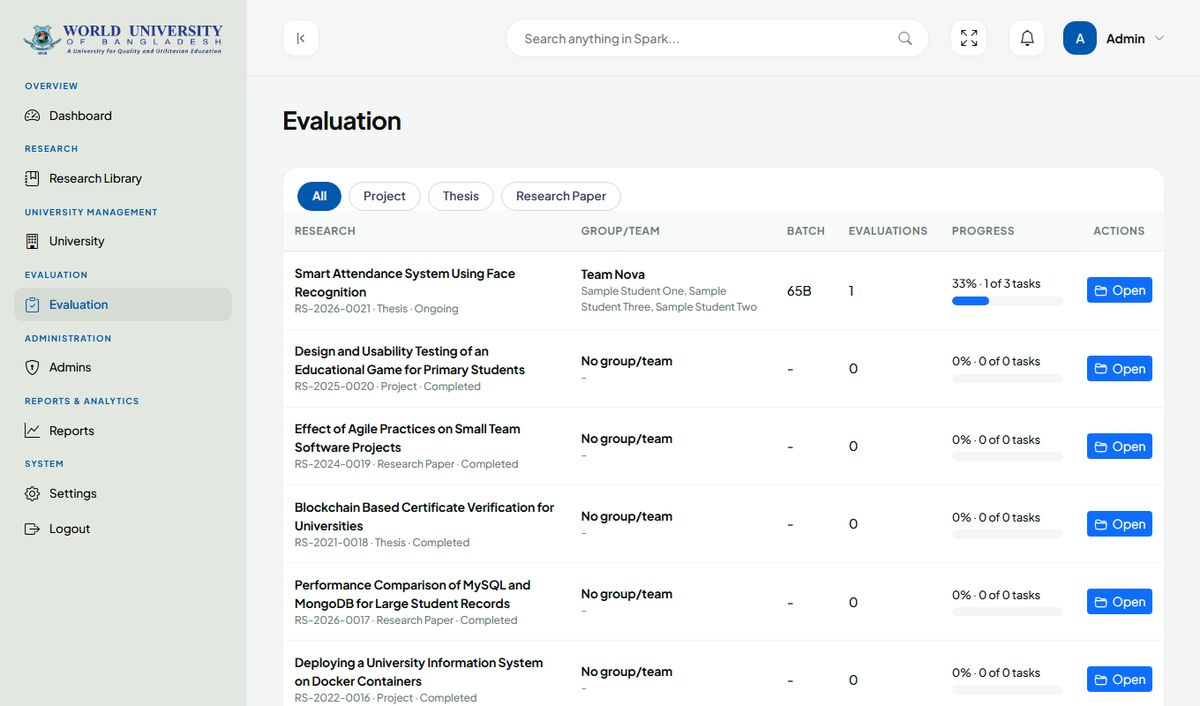 WORLD UNIVERSITY
OF BANGLADESH
A University for Quality and Utilitarian Education
Search anything in Spark...
A
Admin
OVERVIEW
Dashboard
RESEARCH
Research Library
UNIVERSITY MANAGEMENT
University
EVALUATION
Evaluation
ADMINISTRATION
Admins
REPORTS & ANALYTICS
Reports
SYSTEM
Settings
Logout
Evaluation
All Project Thesis Research Paper
RESEARCH GROUP/TEAM BATCH EVALUATIONS PROGRESS ACTIONS
Smart Attendance System Using Face
Recognition
RS-2026-0021 · Thesis · Ongoing
Team Nova
Sample Student One, Sample
Student Three, Sample Student Two
65B
1
33% · 1 of 3 tasks
Open
Design and Usability Testing of an
Educational Game for Primary Students
RS-2025-0020 · Project · Completed
No group/team
-
-
0
0% · 0 of 0 tasks
Open
Effect of Agile Practices on Small Team
Software Projects
RS-2024-0019 · Research Paper · Completed
No group/team
-
-
0
0% · 0 of 0 tasks
Open
Blockchain Based Certificate Verification for
Universities
RS-2021-0018 · Thesis · Completed
No group/team
-
-
0
0% · 0 of 0 tasks
Open
Performance Comparison of MySQL and
MongoDB for Large Student Records
RS-2026-0017 · Research Paper · Completed
No group/team
-
-
0
0% · 0 of 0 tasks
Open
Deploying a University Information System
on Docker Containers
RS-2022-0016 · Project · Completed
No group/team
-
-
0
0% · 0 of 0 tasks
Open